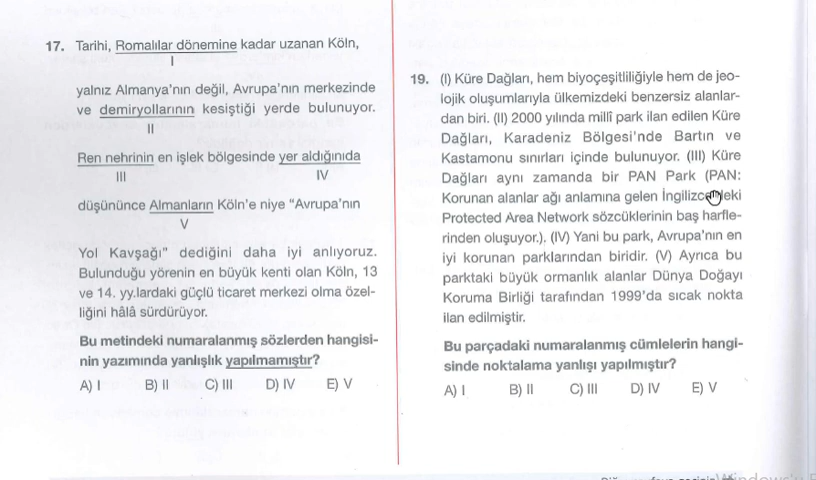 17. Tarihi, Romalılar dönemine kadar uzanan Köln,
I
yalnız Almanya'nın değil, Avrupa'nın merkezinde
ve demiryollarının kesiştiği yerde bulunuyor.
II
Ren nehrinin en işlek bölgesinde yer aldığınıda
III IV
düşününce Almanların Köln'e niye "Avrupa'nın
V
Yol Kavşağı" dediğini daha iyi anlıyoruz.
Bulunduğu yörenin en büyük kenti olan Köln, 13
ve 14. yy.lardaki güçlü ticaret merkezi olma özel-
liğini hâlâ sürdürüyor.
Bu metindeki numaralanmış sözlerden hangisi-
nin yazımında yanlışlık yapılmamıştır?
A) I B) II C) III D) IV E) V
19. (I) Küre Dağları, hem biyoçeşitliliğiyle hem de jeo-
lojik oluşumlarıyla ülkemizdeki benzersiz alanlar-
dan biri. (II) 2000 yılında millî park ilan edilen Küre
Dağları, Karadeniz Bölgesi'nde Bartın ve
Kastamonu sınırları içinde bulunuyor. (III) Küre
Dağları aynı zamanda bir PAN Park (PAN:
Korunan alanlar ağı anlamına gelen
Protected Area Network sözcüklerinin baş harfle-
rinden oluşuyor.). (IV) Yani bu park, Avrupa'nın en
iyi korunan parklarından biridir. (V) Ayrıca bu
parktaki büyük ormanlık alanlar Dünya Doğayı
Koruma Birliği tarafından 1999'da sıcak nokta
ilan edilmiştir.
Bu parçadaki numaralanmış cümlelerin hangi-
sinde noktalama yanlışı yapılmıştır?
A) I B) II C) III D) IV E) V